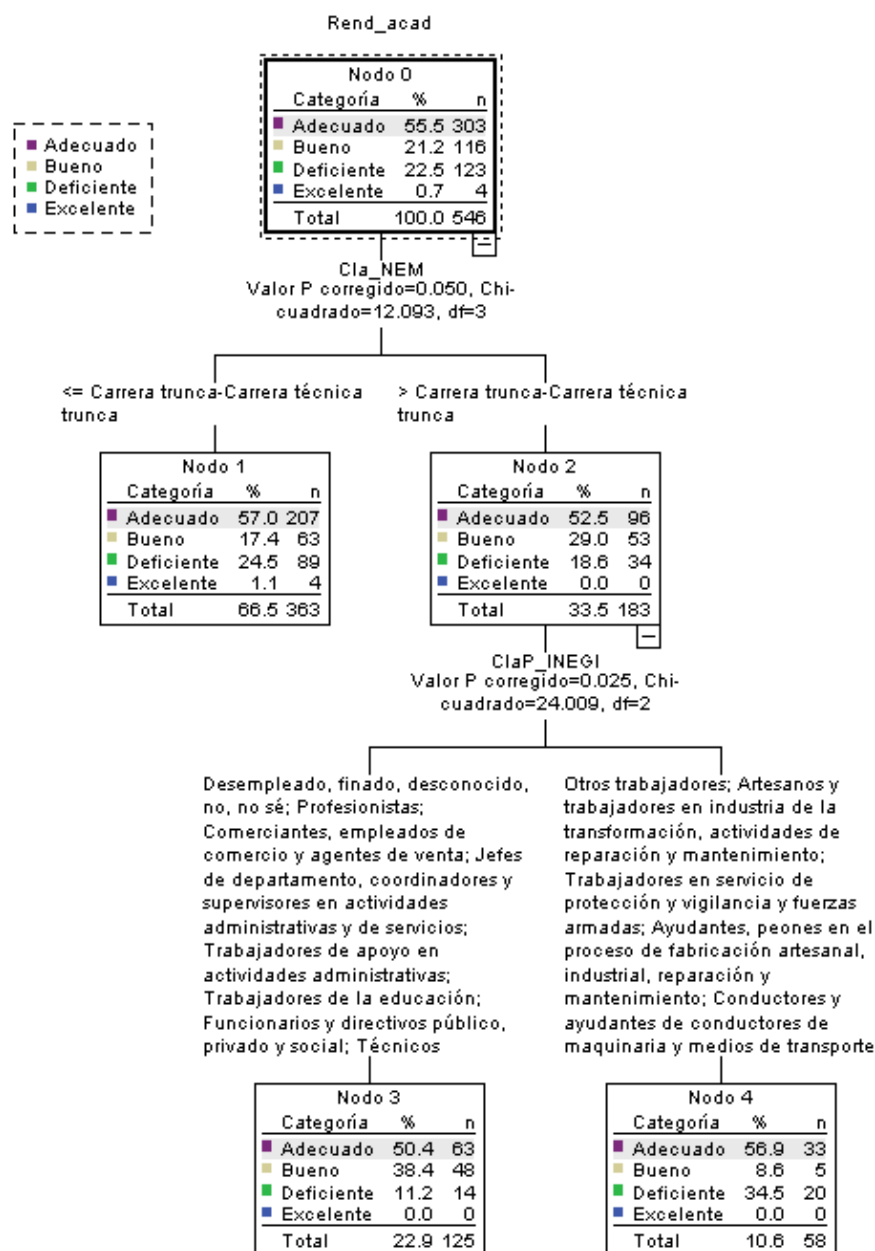 Rend_acad
Adecuado
Bueno
Deficiente
Excelente
Nodo 0
Categoría % n
Adecuado 55.5 303
Bueno 21.2 116
Deficiente 22.5 123
Excelente 0.7 4
Total 100.0 546
Cla_NEM
Valor P corregido=0.050, Chi-
cuadrado=12.093, df=3
<= Carrera trunca-Carrera técnica
trunca
> Carrera trunca-Carrera técnica
trunca
Nodo 1
Categoría % n
Adecuado 57.0 207
Bueno 17.4 63
Deficiente 24.5 89
Excelente 1.1 4
Total 66.5 363
Nodo 2
Categoría % n
Adecuado 52.5 96
Bueno 29.0 53
Deficiente 18.6 34
Excelente 0.0 0
Total 33.5 183
ClaP_INEGI
Valor P corregido=0.025, Chi-
cuadrado=24.009, df=2
Desempleado, finado, desconocido,
no, no sé; Profesionistas;
Comerciantes, empleados de
comercio y agentes de venta; Jefes
de departamento, coordinadores y
supervisores en actividades
administrativas y de servicios;
Trabajadores de apoyo en
actividades administrativas;
Trabajadores de la educación;
Funcionarios y directivos público,
privado y social; Técnicos
Otros trabajadores; Artesanos y
trabajadores en industria de la
transformación, actividades de
reparación y mantenimiento;
Trabajadores en servicio de
protección y vigilancia y fuerzas
armadas; Ayudantes, peones en el
proceso de fabricación artesanal,
industrial, reparación y
mantenimiento; Conductores y
ayudantes de conductores de
maquinaria y medios de transporte
Nodo 3
Categoría % n
Adecuado 50.4 63
Bueno 38.4 48
Deficiente 11.2 14
Excelente 0.0 0
Total 22.9 125
Nodo 4
Categoría % n
Adecuado 56.9 33
Bueno 8.6 5
Deficiente 34.5 20
Excelente 0.0 0
Total 10.6 58